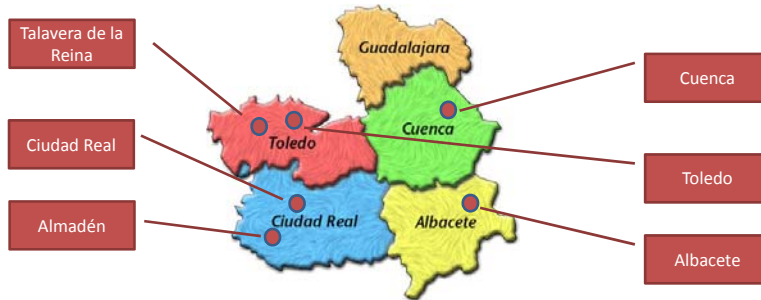 Talavera de la
Reina
Guadalajara
Cuenca
Cuenca
Ciudad Real
Toledo
Toledo
Almadén
Ciudad Real
Albacete
Albacete